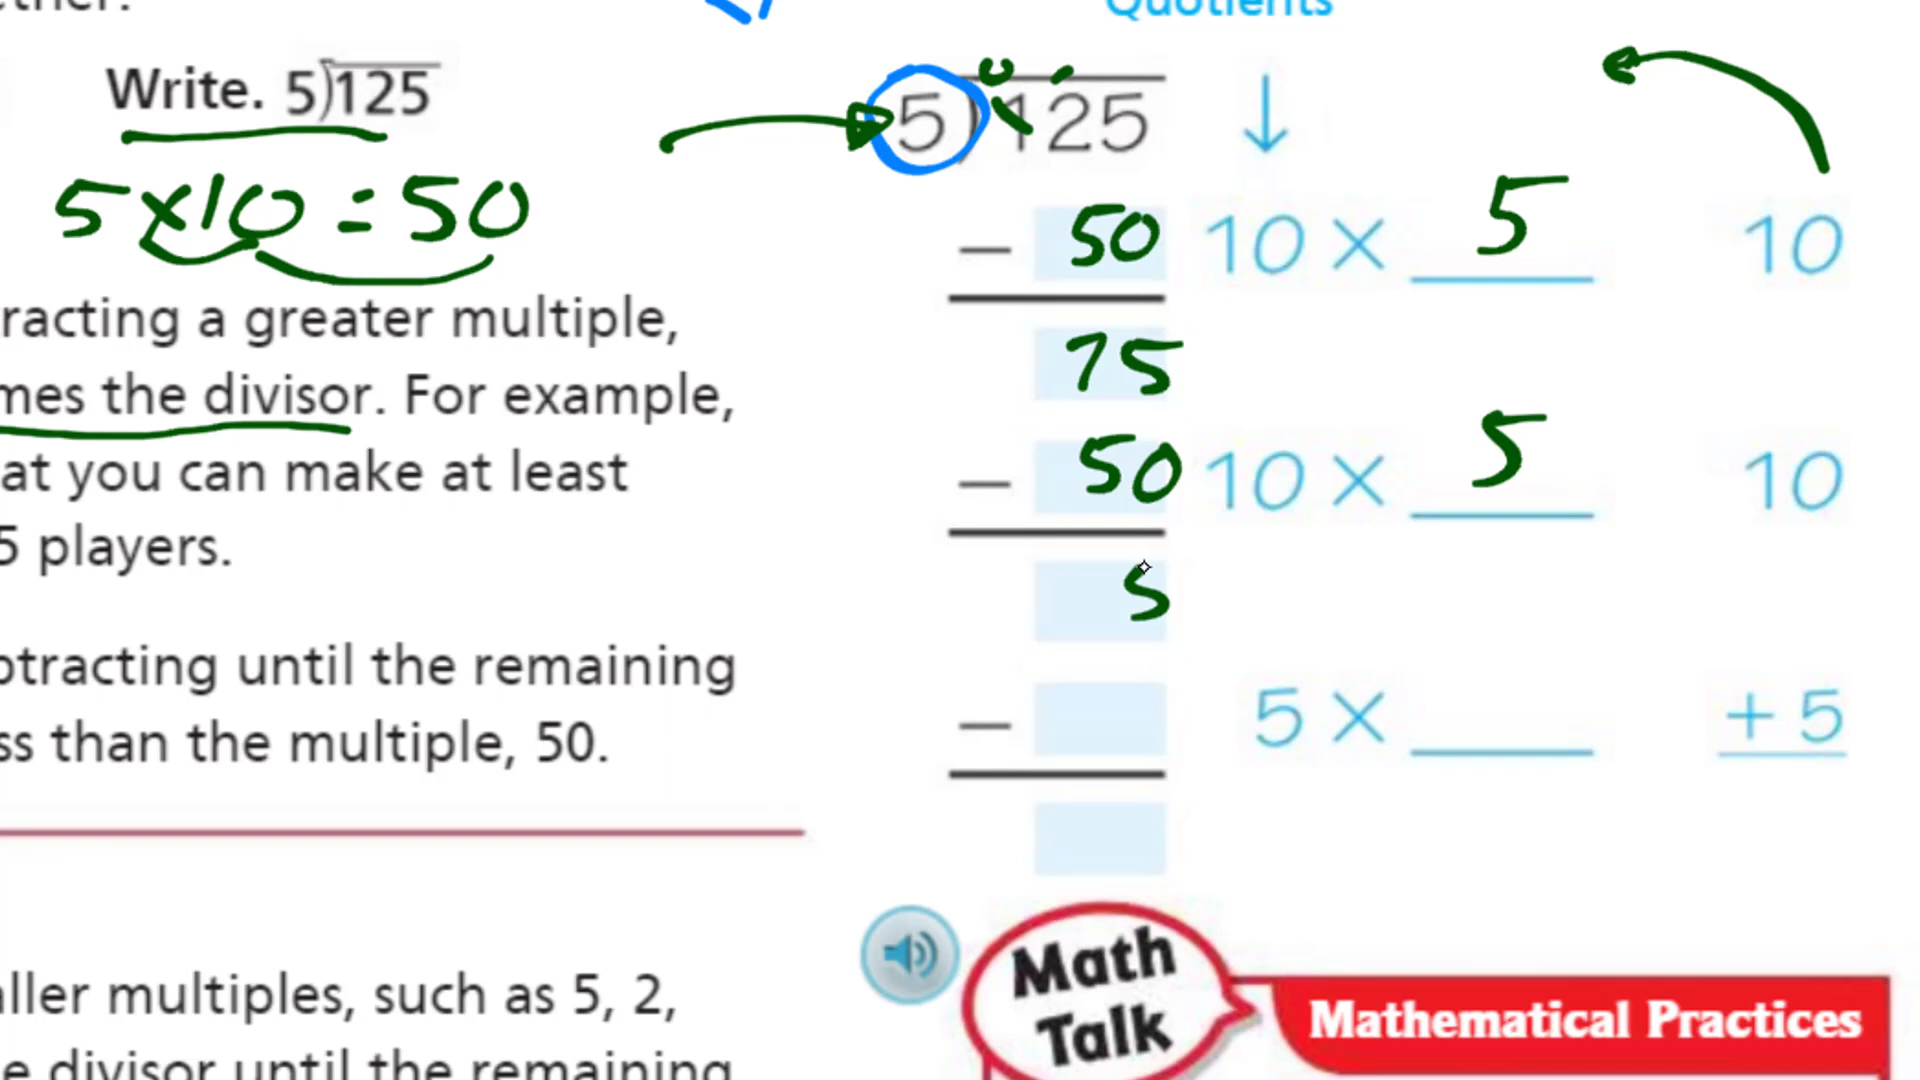 Quotients
Write. 5)125
5)125
5x10=50
- 50 10 × 5 10
racting a greater multiple,
75
mes the divisor. For example,
- 50 10 × 5 10
at you can make at least
5 players.
5
otracting until the remaining
- 5 × + 5
ss than the multiple, 50.
Math
Talk
Mathematical Practices
aller multiples, such as 5, 2,
e divisor until the remaining